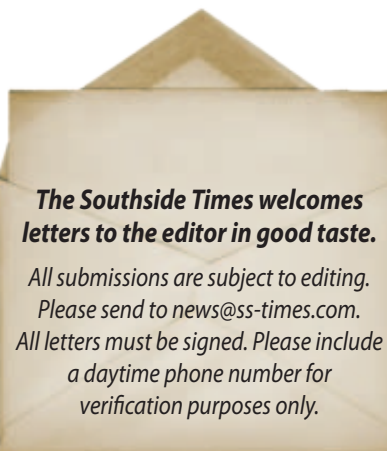 The Southside Times welcomes
letters to the editor in good taste.
All submissions are subject to editing.
Please send to news@ss-times.com.
All letters must be signed. Please include
a daytime phone number for
verification purposes only.